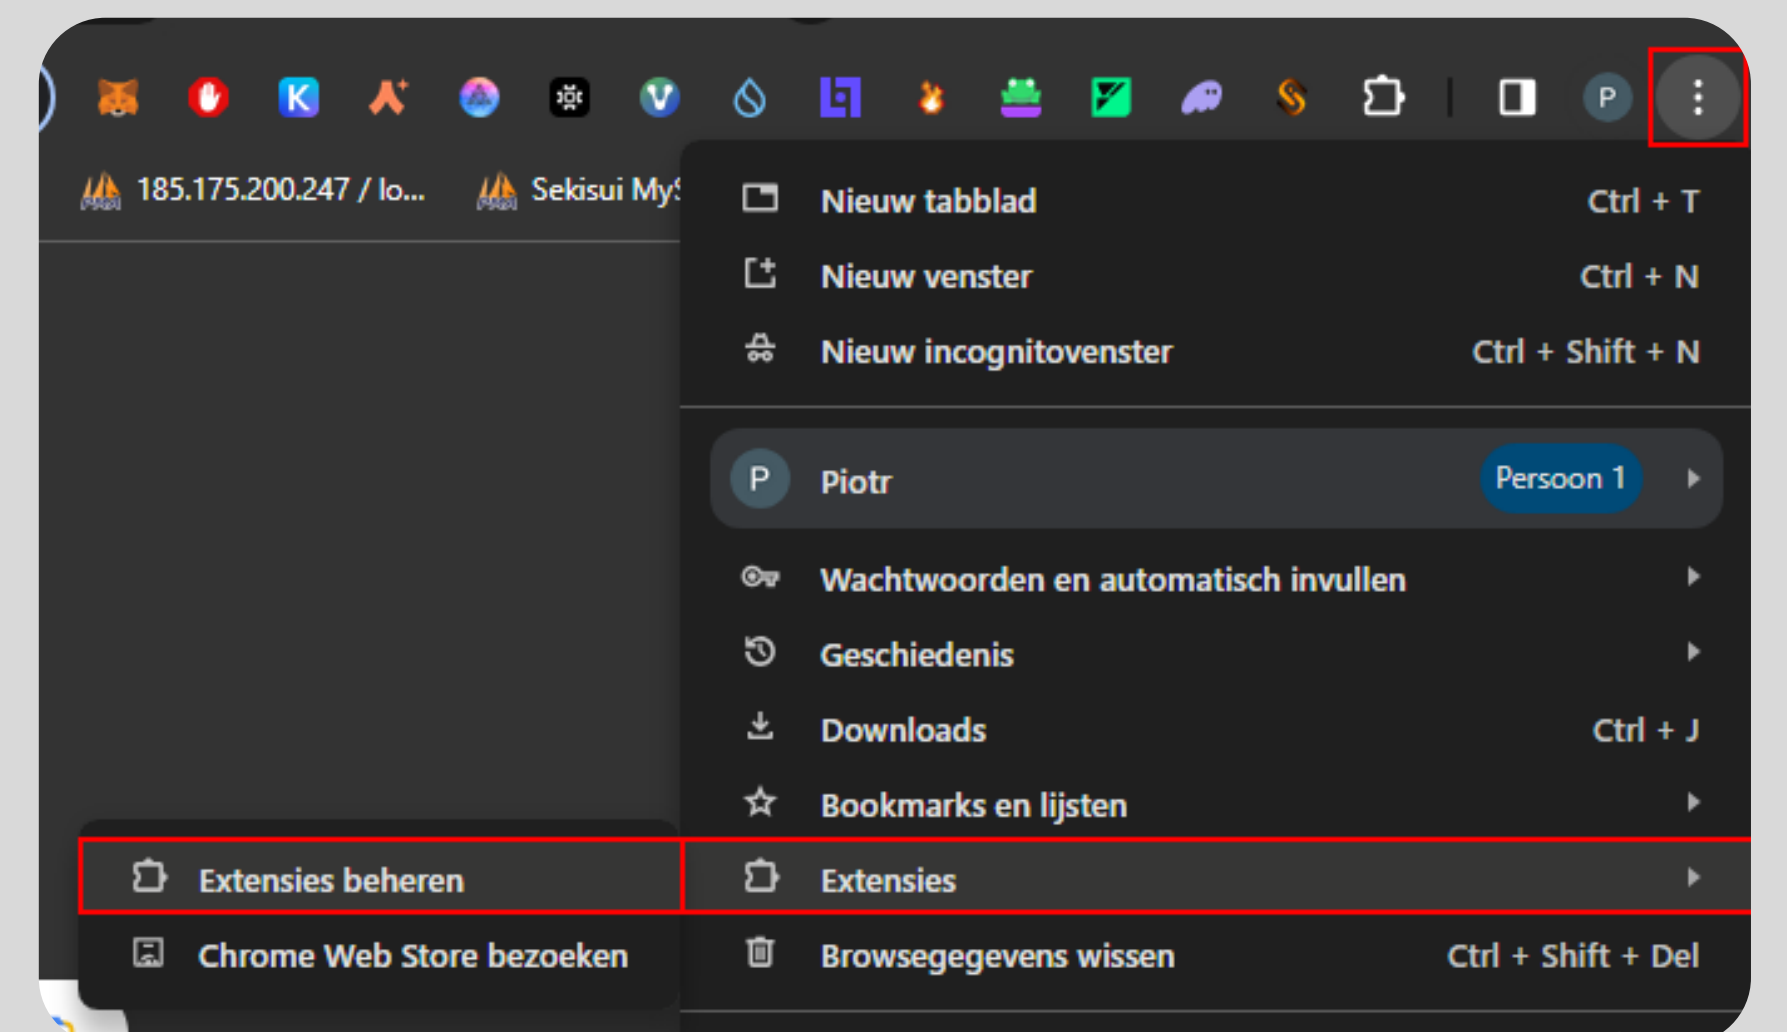 K
P
185.175.200.247 / lo...
Sekisui MyS
Nieuw tabblad Ctrl + T
Nieuw venster Ctrl + N
Nieuw incognitovenster Ctrl + Shift + N
P Piotr Persoon 1
Wachtwoorden en automatisch invullen
Geschiedenis
Downloads Ctrl + J
Bookmarks en lijsten
Extensies beheren
Extensies
Chrome Web Store bezoeken
Browsegegevens wissen Ctrl + Shift + Del